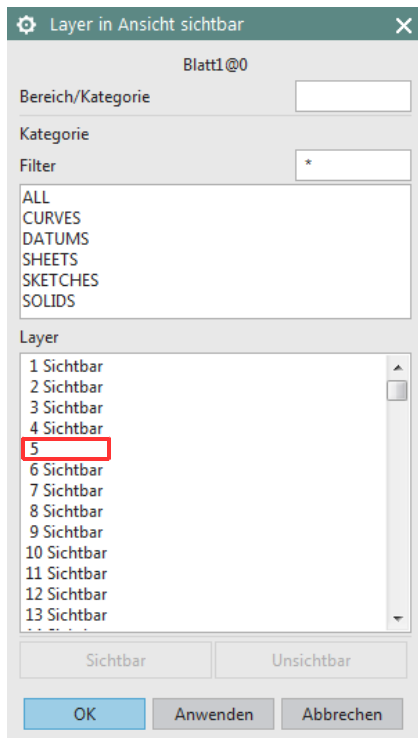 Layer in Ansicht sichtbar
Blatt1@0
Bereich/Kategorie
Kategorie
Filter *
ALL
CURVES
DATUMS
SHEETS
SKETCHES
SOLIDS
Layer
1 Sichtbar
2 Sichtbar
3 Sichtbar
4 Sichtbar
5
6 Sichtbar
7 Sichtbar
8 Sichtbar
9 Sichtbar
10 Sichtbar
11 Sichtbar
12 Sichtbar
13 Sichtbar
Sichtbar Unsichtbar
OK Anwenden Abbrechen